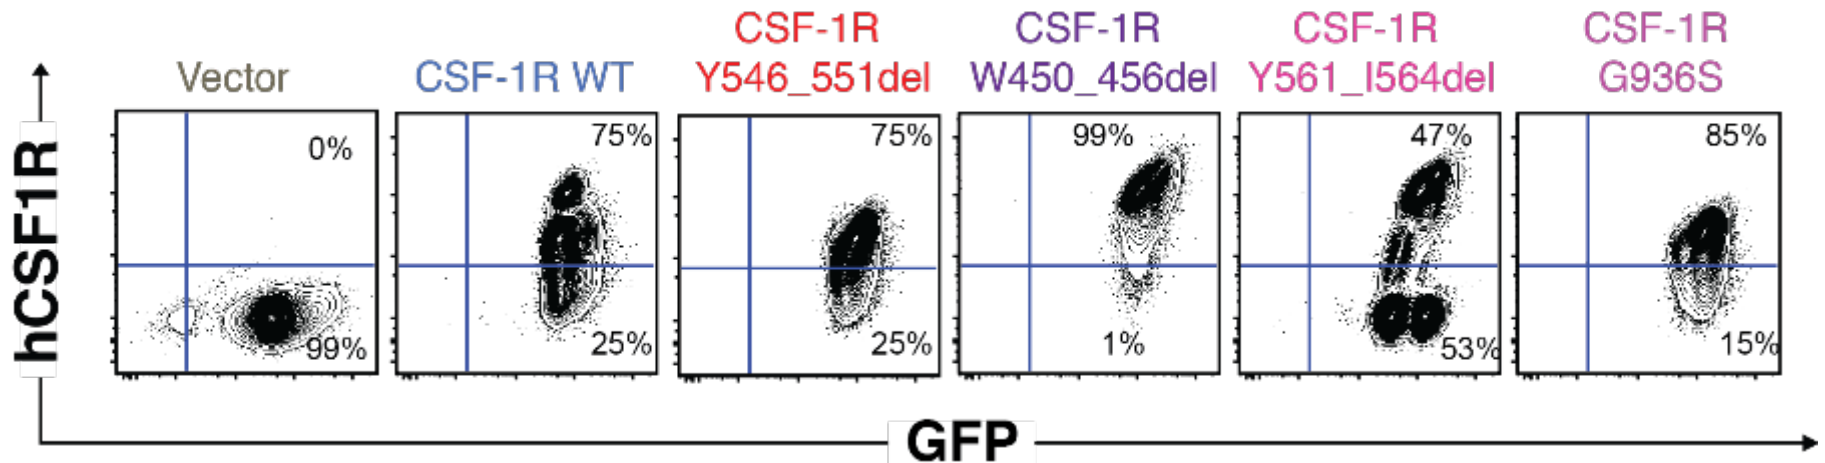 hCSF1R
Vector
CSF-1R WT
CSF-1R
Y546_551del
CSF-1R
W450_456del
CSF-1R
Y561_I564del
CSF-1R
G936S
0%
99%
75%
25%
75%
25%
99%
1%
47%
53%
85%
15%
GFP